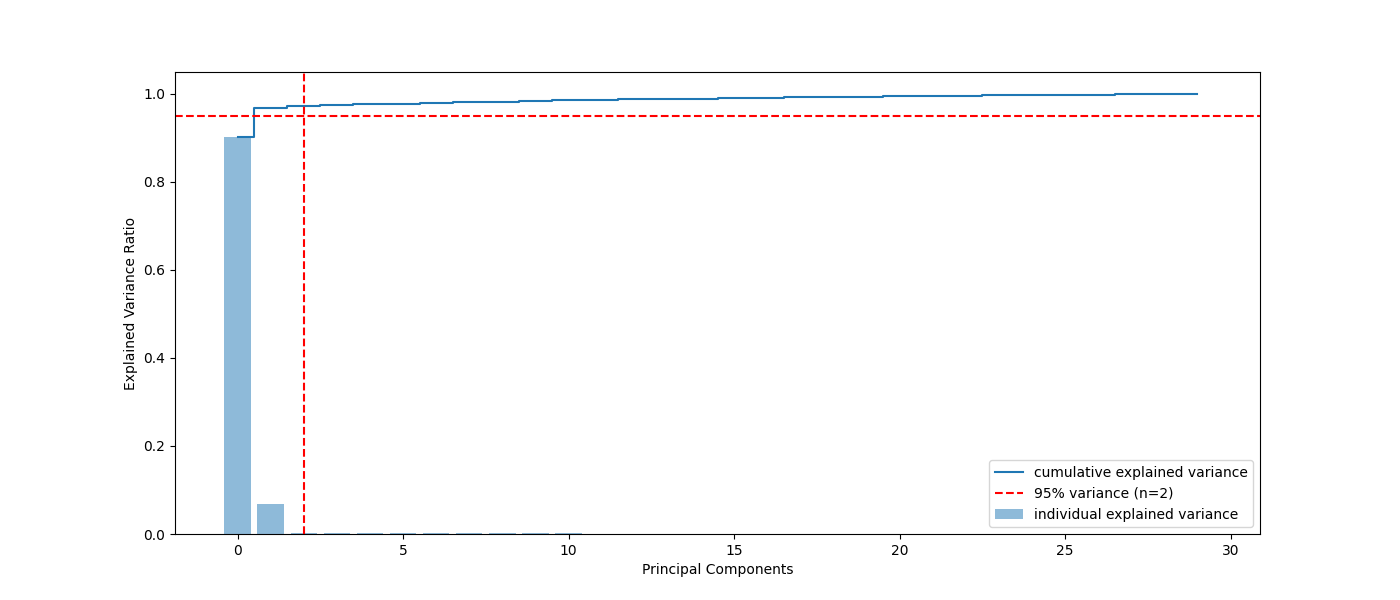 1.0
0.8
0.6
0.4
0.2
0.0
Explained Variance Ratio
cumulative explained variance
95% variance (n=2)
individual explained variance
0 5 10 15 20 25 30
Principal Components